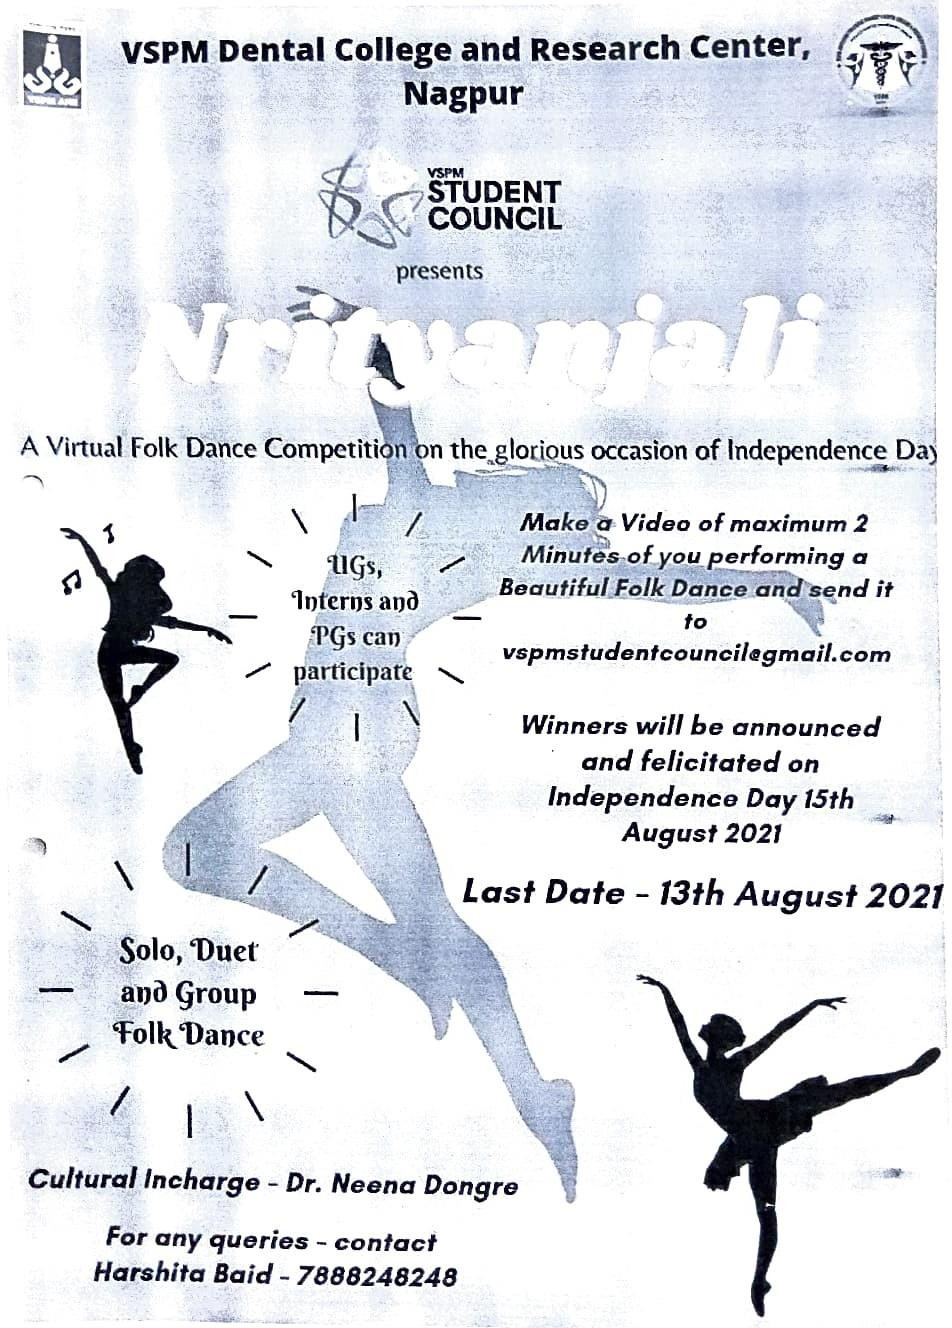 VSPM Dental College and Research Center,
Nagpur
VSPM
STUDENT
COUNCIL
presents
Nrityanjali
A Virtual Folk Dance Competition on the glorious occasion of Independence Day
UGs,
Interns and
PGs can
participate
Make a Video of maximum 2
Minutes of you performing a
Beautiful Folk Dance and send it
to
vspmstudentcouncil@gmail.com
Winners will be announced
and felicitated on
Independence Day 15th
August 2021
Last Date - 13th August 2021
Solo, Duet
and Group
Folk Dance
Cultural Incharge - Dr. Neena Dongre
For any queries - contact
Harshita Baid - 7888248248